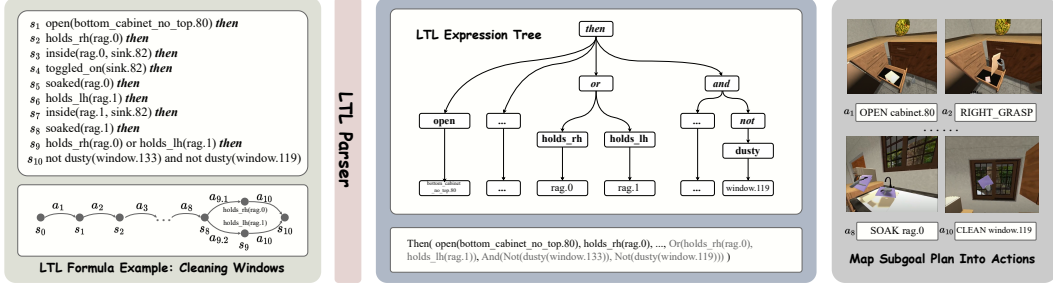 s1 open(bottom_cabinet_no_top.80) then
s2 holds_rh(rag.0) then
s3 inside(rag.0, sink.82) then
s4 toggled_on(sink.82) then
s5 soaked(rag.0) then
s6 holds_lh(rag.1) then
s7 inside(rag.1, sink.82) then
s8 soaked(rag.1) then
s9 holds_rh(rag.0) or holds_lh(rag.1) then
s10 not dusty(window.133) and not dusty(window.119)
a1 a2 a3 ... a8 a9.1 a10
holds_rh(rag.0)
holds_lh(rag.1)
s0 s1 s2 s8 a9.2 s9 a10 s10
LTL Formula Example: Cleaning Windows
LTL Parser
LTL Expression Tree
then
or
and
open
...
holds_rh
holds_lh
...
not
dusty
bottom_cabinet
_no_top.80
...
rag.0
rag.1
...
window.119
Then( open(bottom_cabinet_no_top.80), holds_rh(rag.0), ..., Or(holds_rh(rag.0),
holds_lh(rag.1)), And(Not(dusty(window.133)), Not(dusty(window.119))) )
a1 OPEN cabinet.80
a2 RIGHT_GRASP
......
a8 SOAK rag.0
a10 CLEAN window.119
Map Subgoal Plan Into Actions